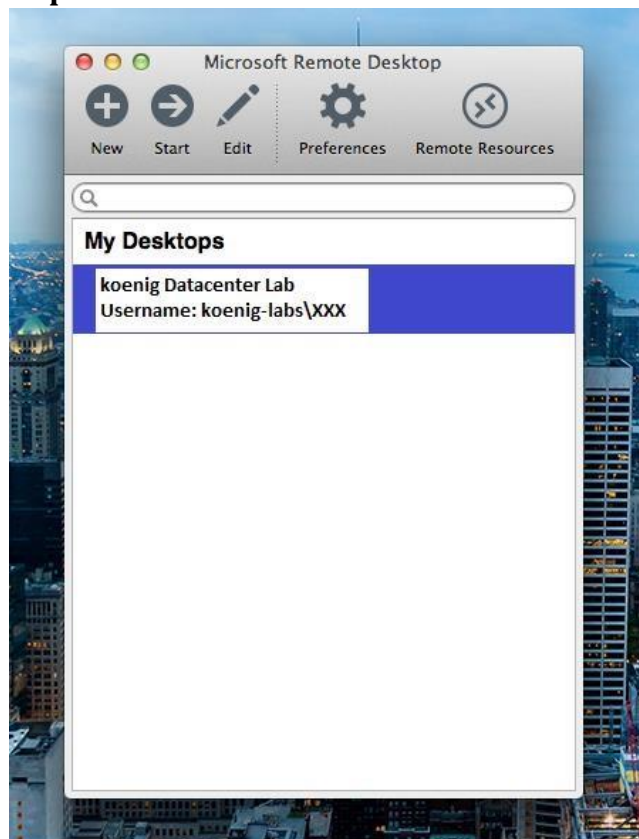 Microsoft Remote Desktop
New Start Edit Preferences Remote Resources
My Desktops
koenig Datacenter Lab
Username: koenig-labs\XXX